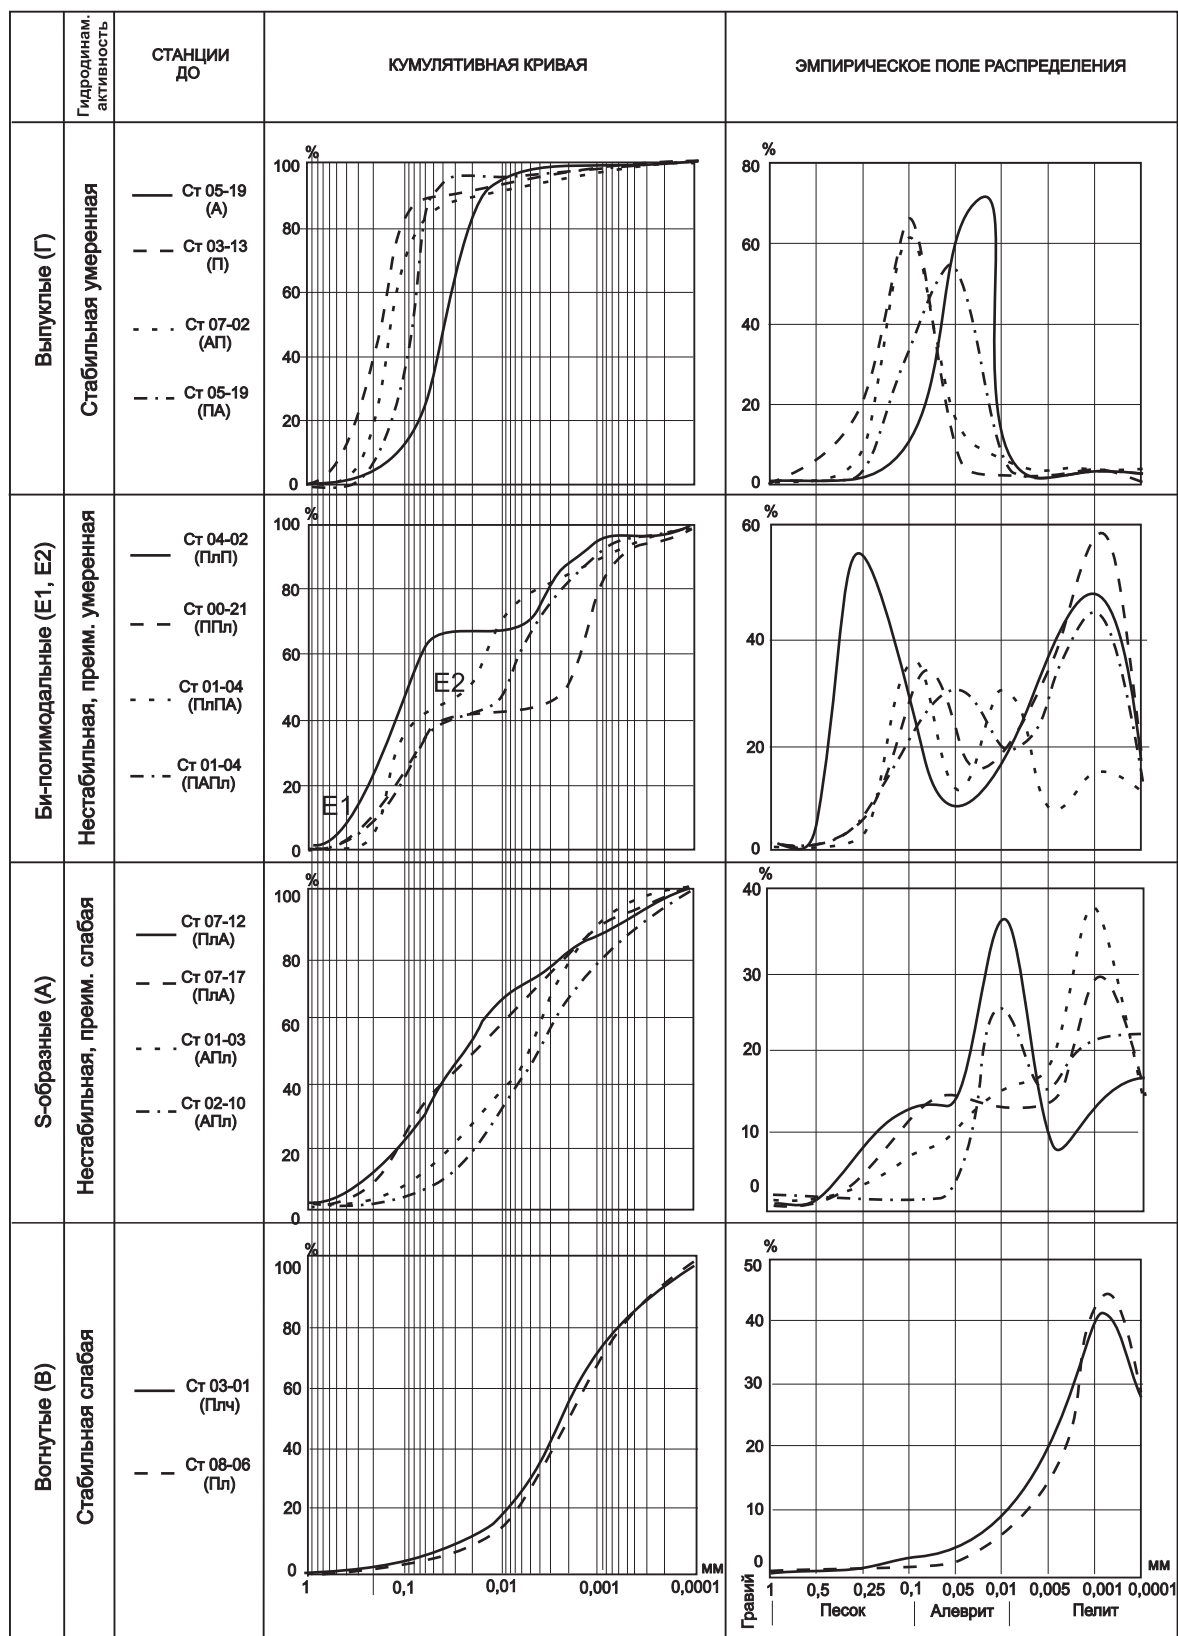 Гидродинам.
активность
СТАНЦИИ
ДО
КУМУЛЯТИВНАЯ КРИВАЯ
ЭМПИРИЧЕСКОЕ ПОЛЕ РАСПРЕДЕЛЕНИЯ
Выпуклые (Г)
Стабильная умеренная
Ст 05-19
(А)
Ст 03-13
(П)
Ст 07-02
(АП)
Ст 05-19
(ПА)
%
100
80
60
40
20
0
%
80
60
40
20
0
Би-полимодальные (Е1, Е2)
Нестабильная, преим. умеренная
Ст 04-02
(ПлП)
Ст 00-21
(ППл)
Ст 01-04
(ПлПА)
Ст 01-04
(ПАПл)
%
100
80
60
40
20
0
E1
E2
%
60
40
20
0
S-образные (А)
Нестабильная, преим. слабая
Ст 07-12
(ПлА)
Ст 07-17
(ПлА)
Ст 01-03
(АПл)
Ст 02-10
(АПл)
%
100
80
60
40
20
0
%
40
30
20
10
0
Вогнутые (В)
Стабильная слабая
Ст 03-01
(Плч)
Ст 08-06
(Пл)
%
100
80
60
40
20
0
1 0,1 0,01 0,001 0,0001
мм
%
50
40
30
20
10
0
мм
Гравий
1 0,5 0,25 0,1 0,05 0,01 0,005 0,001 0,0001
Песок Алеврит Пелит